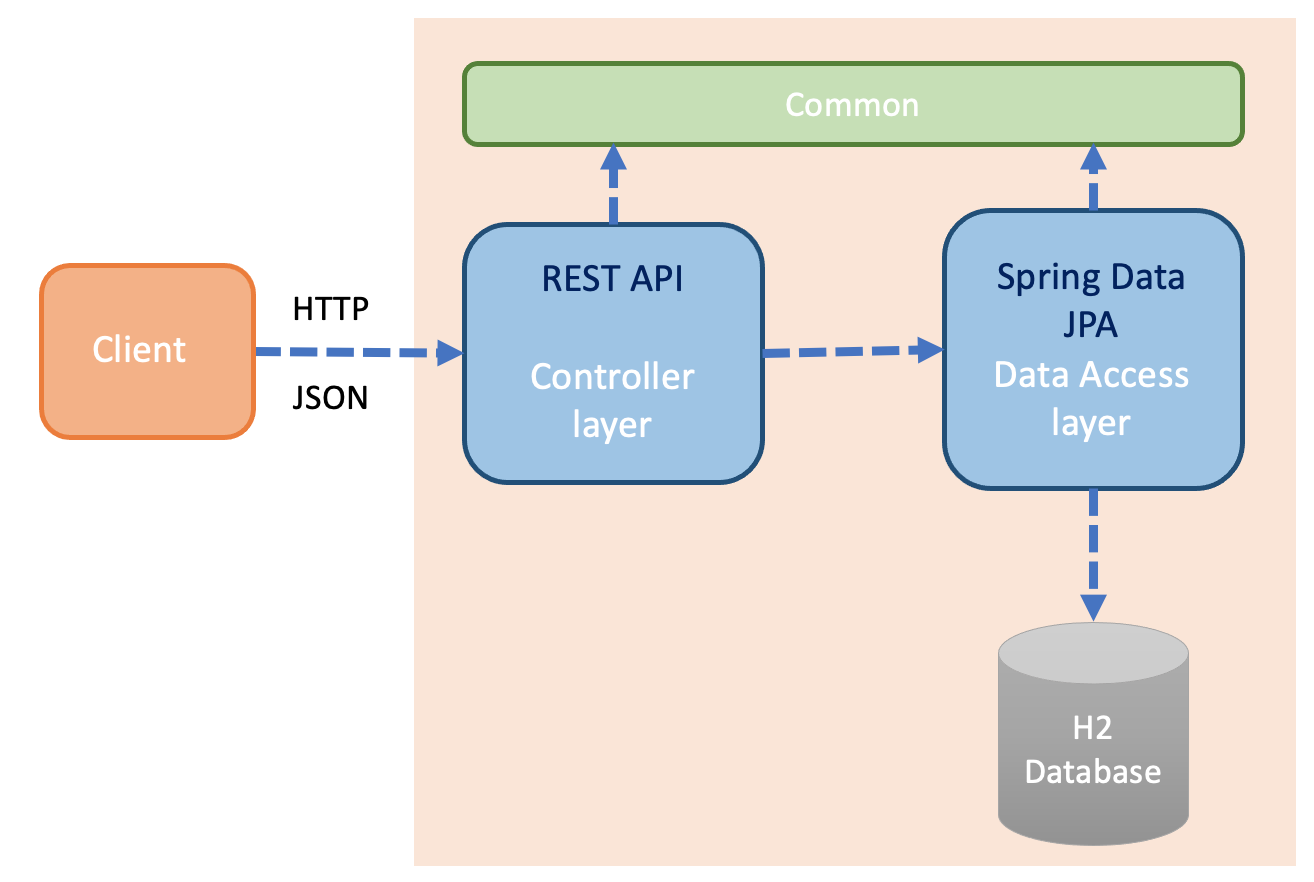 Common
Client
HTTP
JSON
REST API
Controller
layer
Spring Data
JPA
Data Access
layer
H2
Database